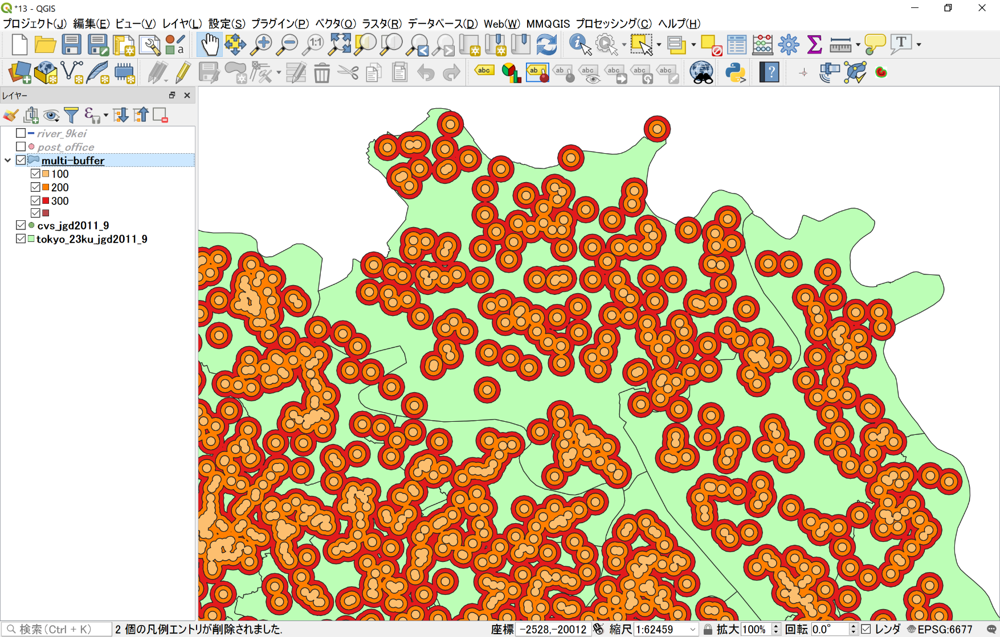 *13 - QGIS
プロジェクト(J) 編集(E) ビュー(V) レイヤ(L) 設定(S) プラグイン(P) ベクタ(O) ラスタ(R) データベース(D) Web(W) MMQGIS プロセッシング(C) ヘルプ(H)
1:1
a
T
abc
ab
abc
abc
abc
abc
abc
?
レイヤー
river_9kei
post_office
multi-buffer
100
200
300
cvs_jgd2011_9
tokyo_23ku_jgd2011_9
検索 (Ctrl + K) 2 個の凡例エントリが削除されました. 座標 -2528,-20012 縮尺 1:62459 拡大 100% 回転 0.0° レンダ EPSG:6677